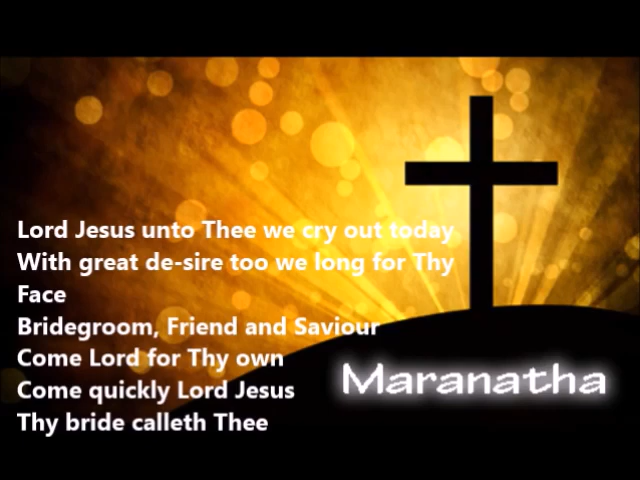 Lord Jesus unto Thee we cry out today
With great de-sire too we long for Thy
Face
Bridegroom, Friend and Saviour
Come Lord for Thy own
Come quickly Lord Jesus
Thy bride calleth Thee
Maranatha